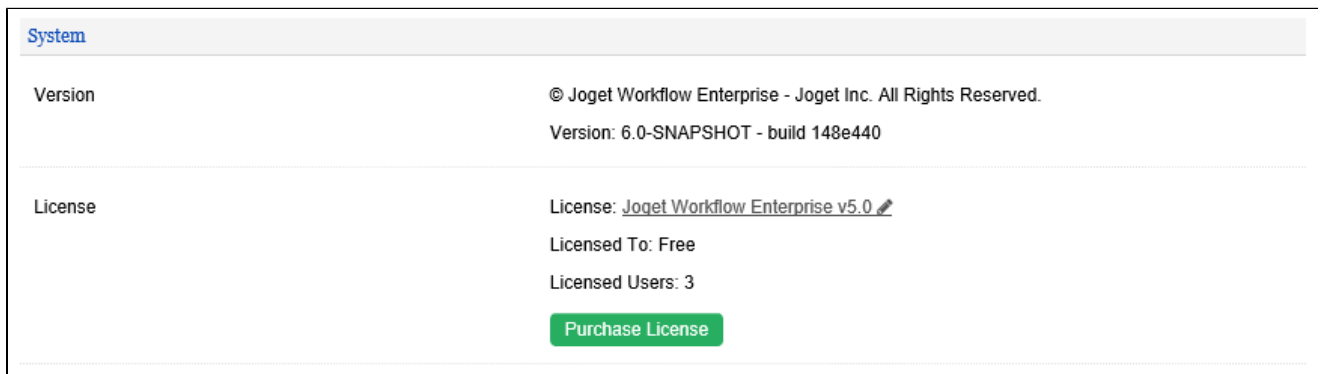 System
Version
© Joget Workflow Enterprise - Joget Inc. All Rights Reserved.
Version: 6.0-SNAPSHOT - build 148e440
License
License: Joget Workflow Enterprise v5.0
Licensed To: Free
Licensed Users: 3
Purchase License